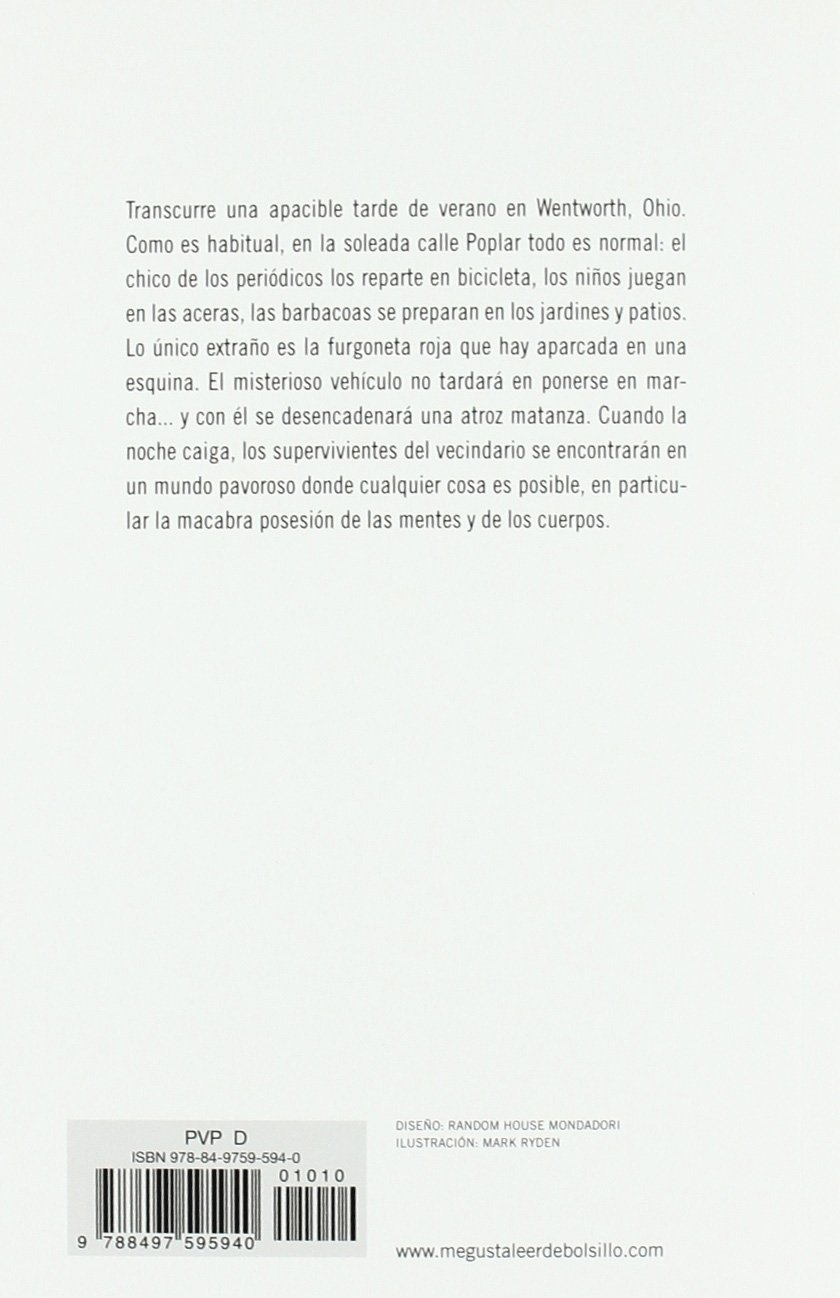 Transcurre una apacible tarde de verano en Wentworth, Ohio.
Como es habitual, en la soleada calle Poplar todo es normal: el
chico de los periódicos los reparte en bicicleta, los niños juegan
en las aceras, las barbacoas se preparan en los jardines y patios.
Lo único extraño es la furgoneta roja que hay aparcada en una
esquina. El misterioso vehículo no tardará en ponerse en mar-
cha... y con él se desencadenará una atroz matanza. Cuando la
noche caiga, los supervivientes del vecindario se encontrarán en
un mundo pavoroso donde cualquier cosa es posible, en particu-
lar la macabra posesión de las mentes y de los cuerpos.
PVP D
ISBN 978-84-9759-594-0
01010
9 788497 595940
DISEÑO: RANDOM HOUSE MONDADORI
ILUSTRACIÓN: MARK RYDEN
www.megustaleerdebolsillo.com